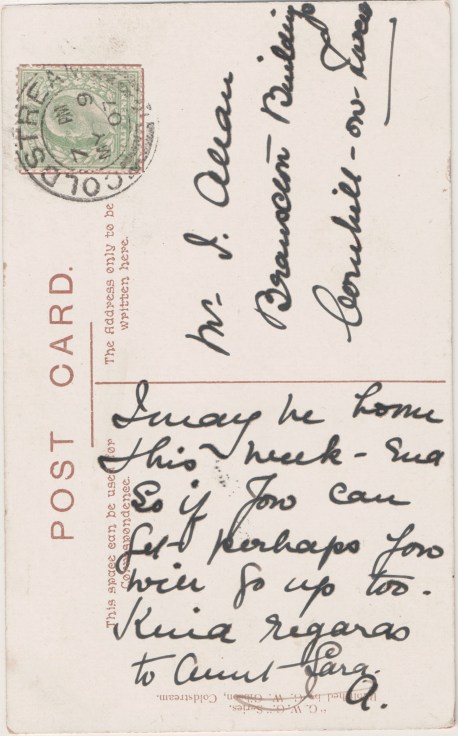 POST CARD.
The Address only to be
written here.
This space can be used for
Correspondence
COLDSTREAM
Mr J. Allan
Branxton Buildings
Cornhill-on-Tweed
I may be home
this week-end
So if you can
get perhaps you
will go up too.
Kind regards
to Aunt Sara.
A.
"G. W. G." Series.
Published by G. W. Gibson, Coldstream.